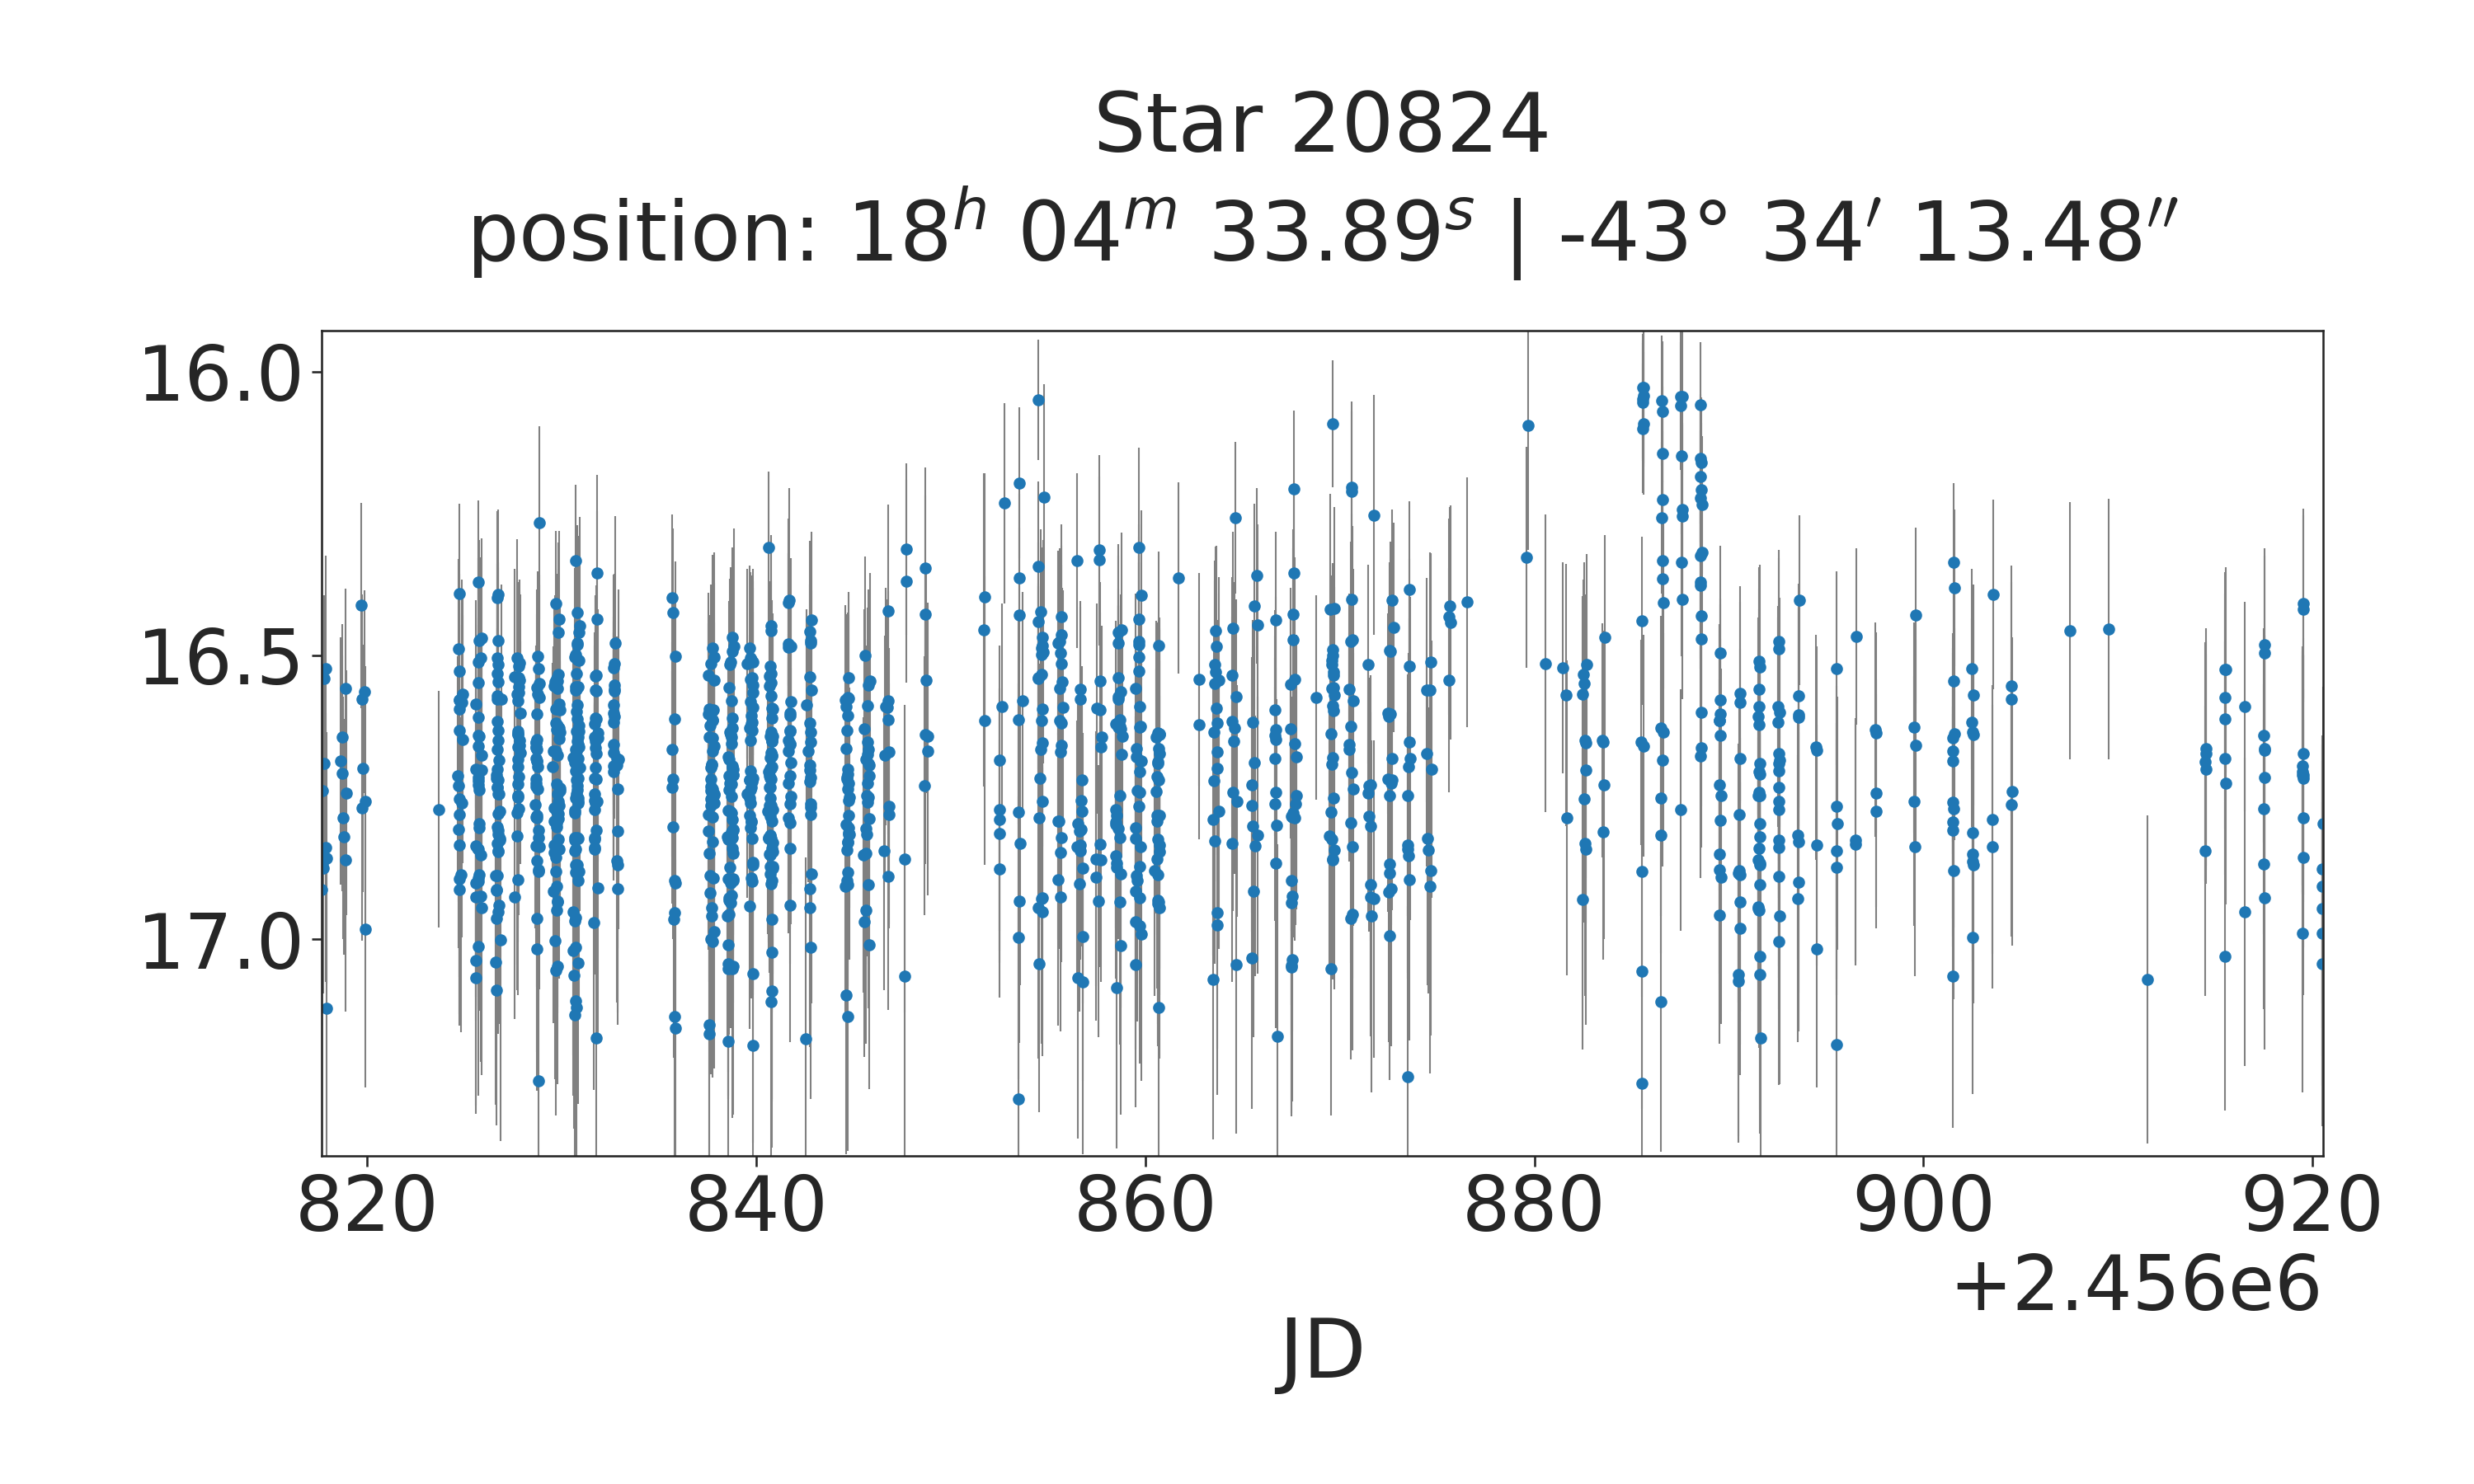 Star 20824
position: 18ʰ 04ᵐ 33.89ˢ | -43° 34′ 13.48′′
16.0
16.5
17.0
820 840 860 880 900 920
+2.456e6
JD